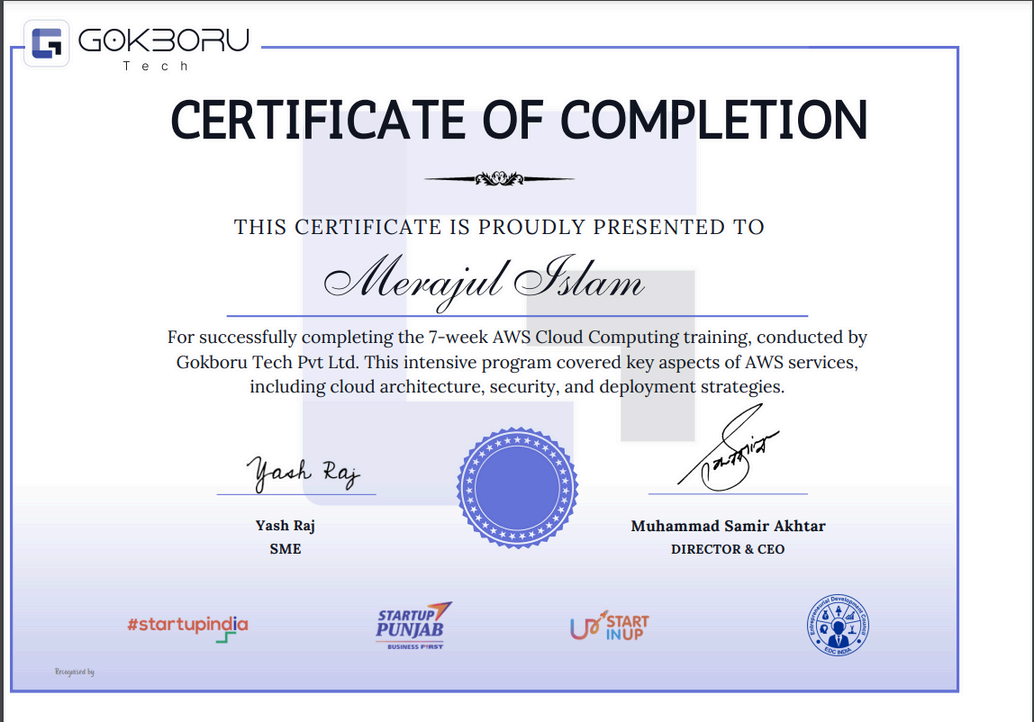 GOKBORU
Tech
CERTIFICATE OF COMPLETION
THIS CERTIFICATE IS PROUDLY PRESENTED TO
Merajul Islam
For successfully completing the 7-week AWS Cloud Computing training, conducted by
Gokboru Tech Pvt Ltd. This intensive program covered key aspects of AWS services,
including cloud architecture, security, and deployment strategies.
Yash Raj
Yash Raj
SME
Muhammad Samir Akhtar
DIRECTOR & CEO
#startupindia
STARTUP
PUNJAB
BUSINESS F1RST
UP START
INUP
Entrepreneurial Development Council
EDC INDIA
Recognised by